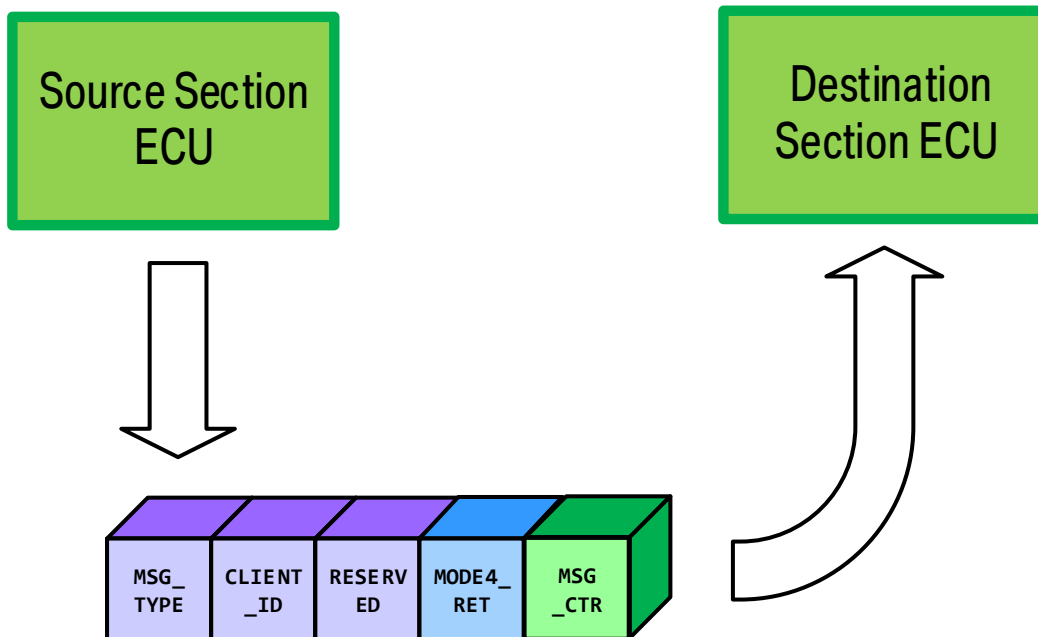 Source Section
ECU
Destination
Section ECU
MSG_
TYPE
CLIENT
_ID
RESERV
ED
MODE4_
RET
MSG
_CTR